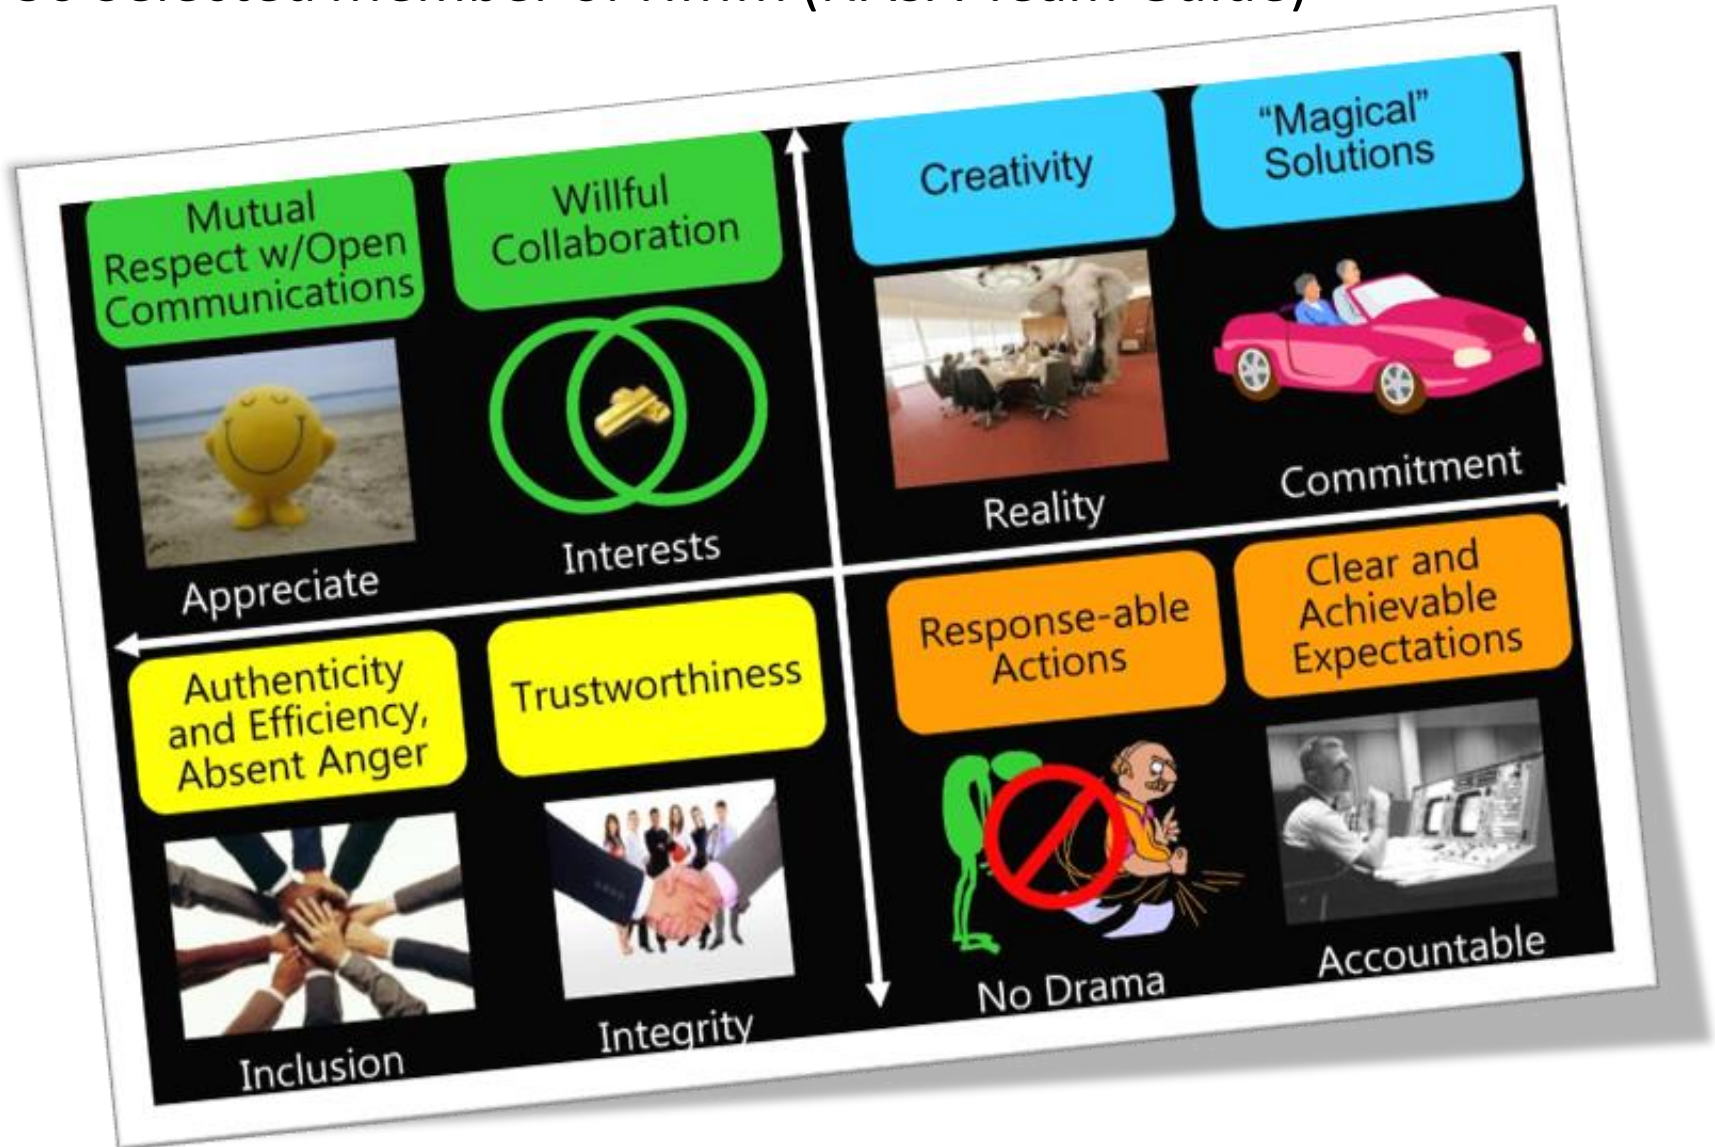 Mutual
Respect w/Open
Communications
Appreciate
Willful
Collaboration
Interests
Creativity
Reality
“Magical”
Solutions
Commitment
Authenticity
and Efficiency,
Absent Anger
Inclusion
Trustworthiness
Integrity
Response-able
Actions
No Drama
Clear and
Achievable
Expectations
Accountable